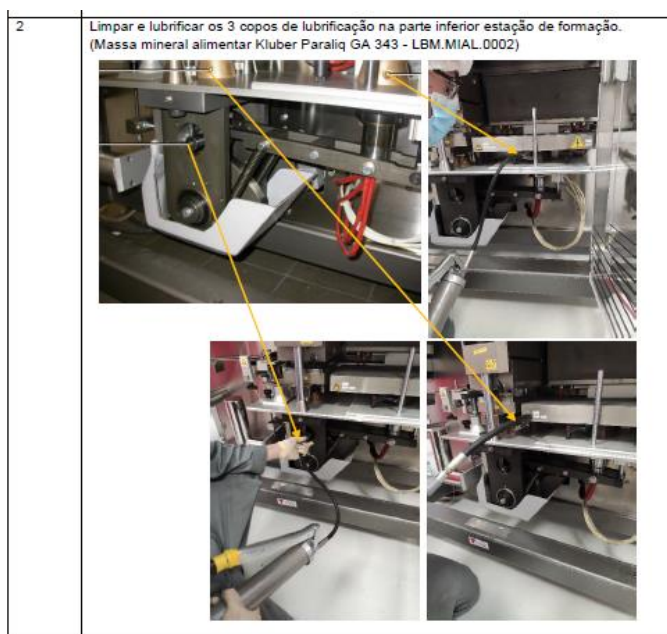 2
Limpar e lubrificar os 3 copos de lubrificação na parte inferior estação de formação.
(Massa mineral alimentar Kluber Paraliq GA 343 - LBM.MIAL.0002)